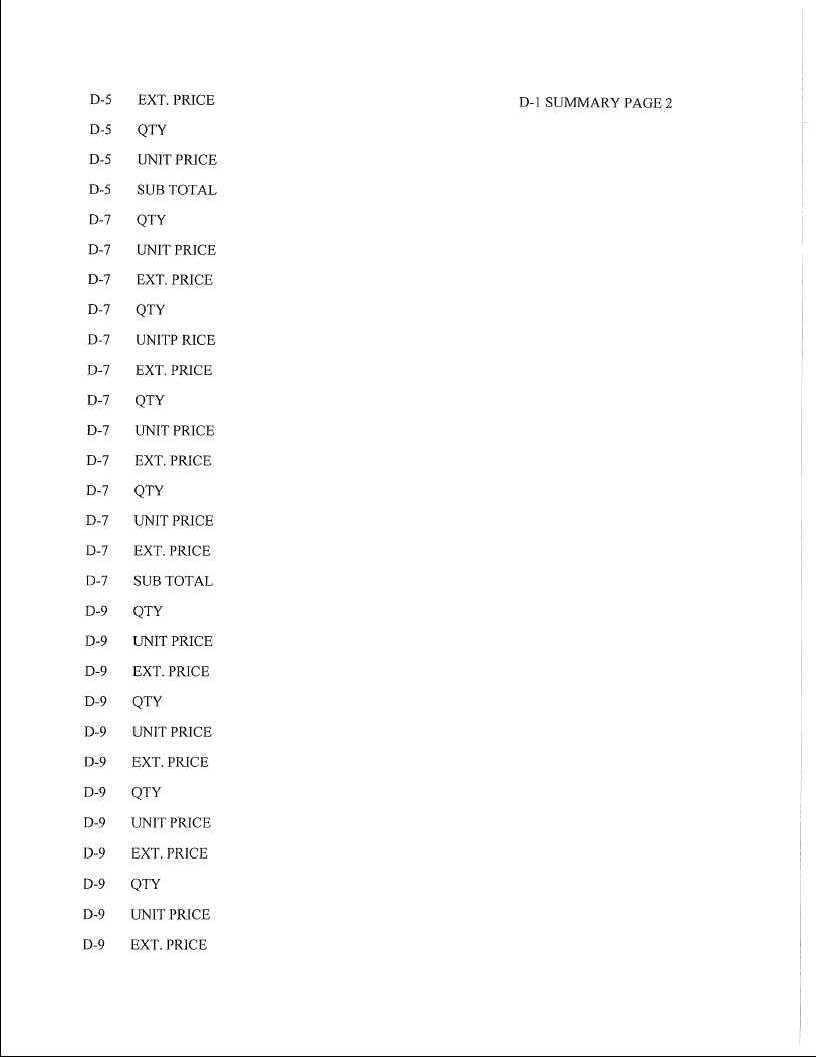 D-5 EXT. PRICE D-1 SUMMARY PAGE 2
D-5 QTY
D-5 UNIT PRICE
D-5 SUB TOTAL
D-7 QTY
D-7 UNIT PRICE
D-7 EXT. PRICE
D-7 QTY
D-7 UNITP RICE
D-7 EXT. PRICE
D-7 QTY
D-7 UNIT PRICE
D-7 EXT. PRICE
D-7 QTY
D-7 UNIT PRICE
D-7 EXT. PRICE
D-7 SUB TOTAL
D-9 QTY
D-9 UNIT PRICE
D-9 EXT. PRICE
D-9 QTY
D-9 UNIT PRICE
D-9 EXT. PRICE
D-9 QTY
D-9 UNIT PRICE
D-9 EXT. PRICE
D-9 QTY
D-9 UNIT PRICE
D-9 EXT. PRICE